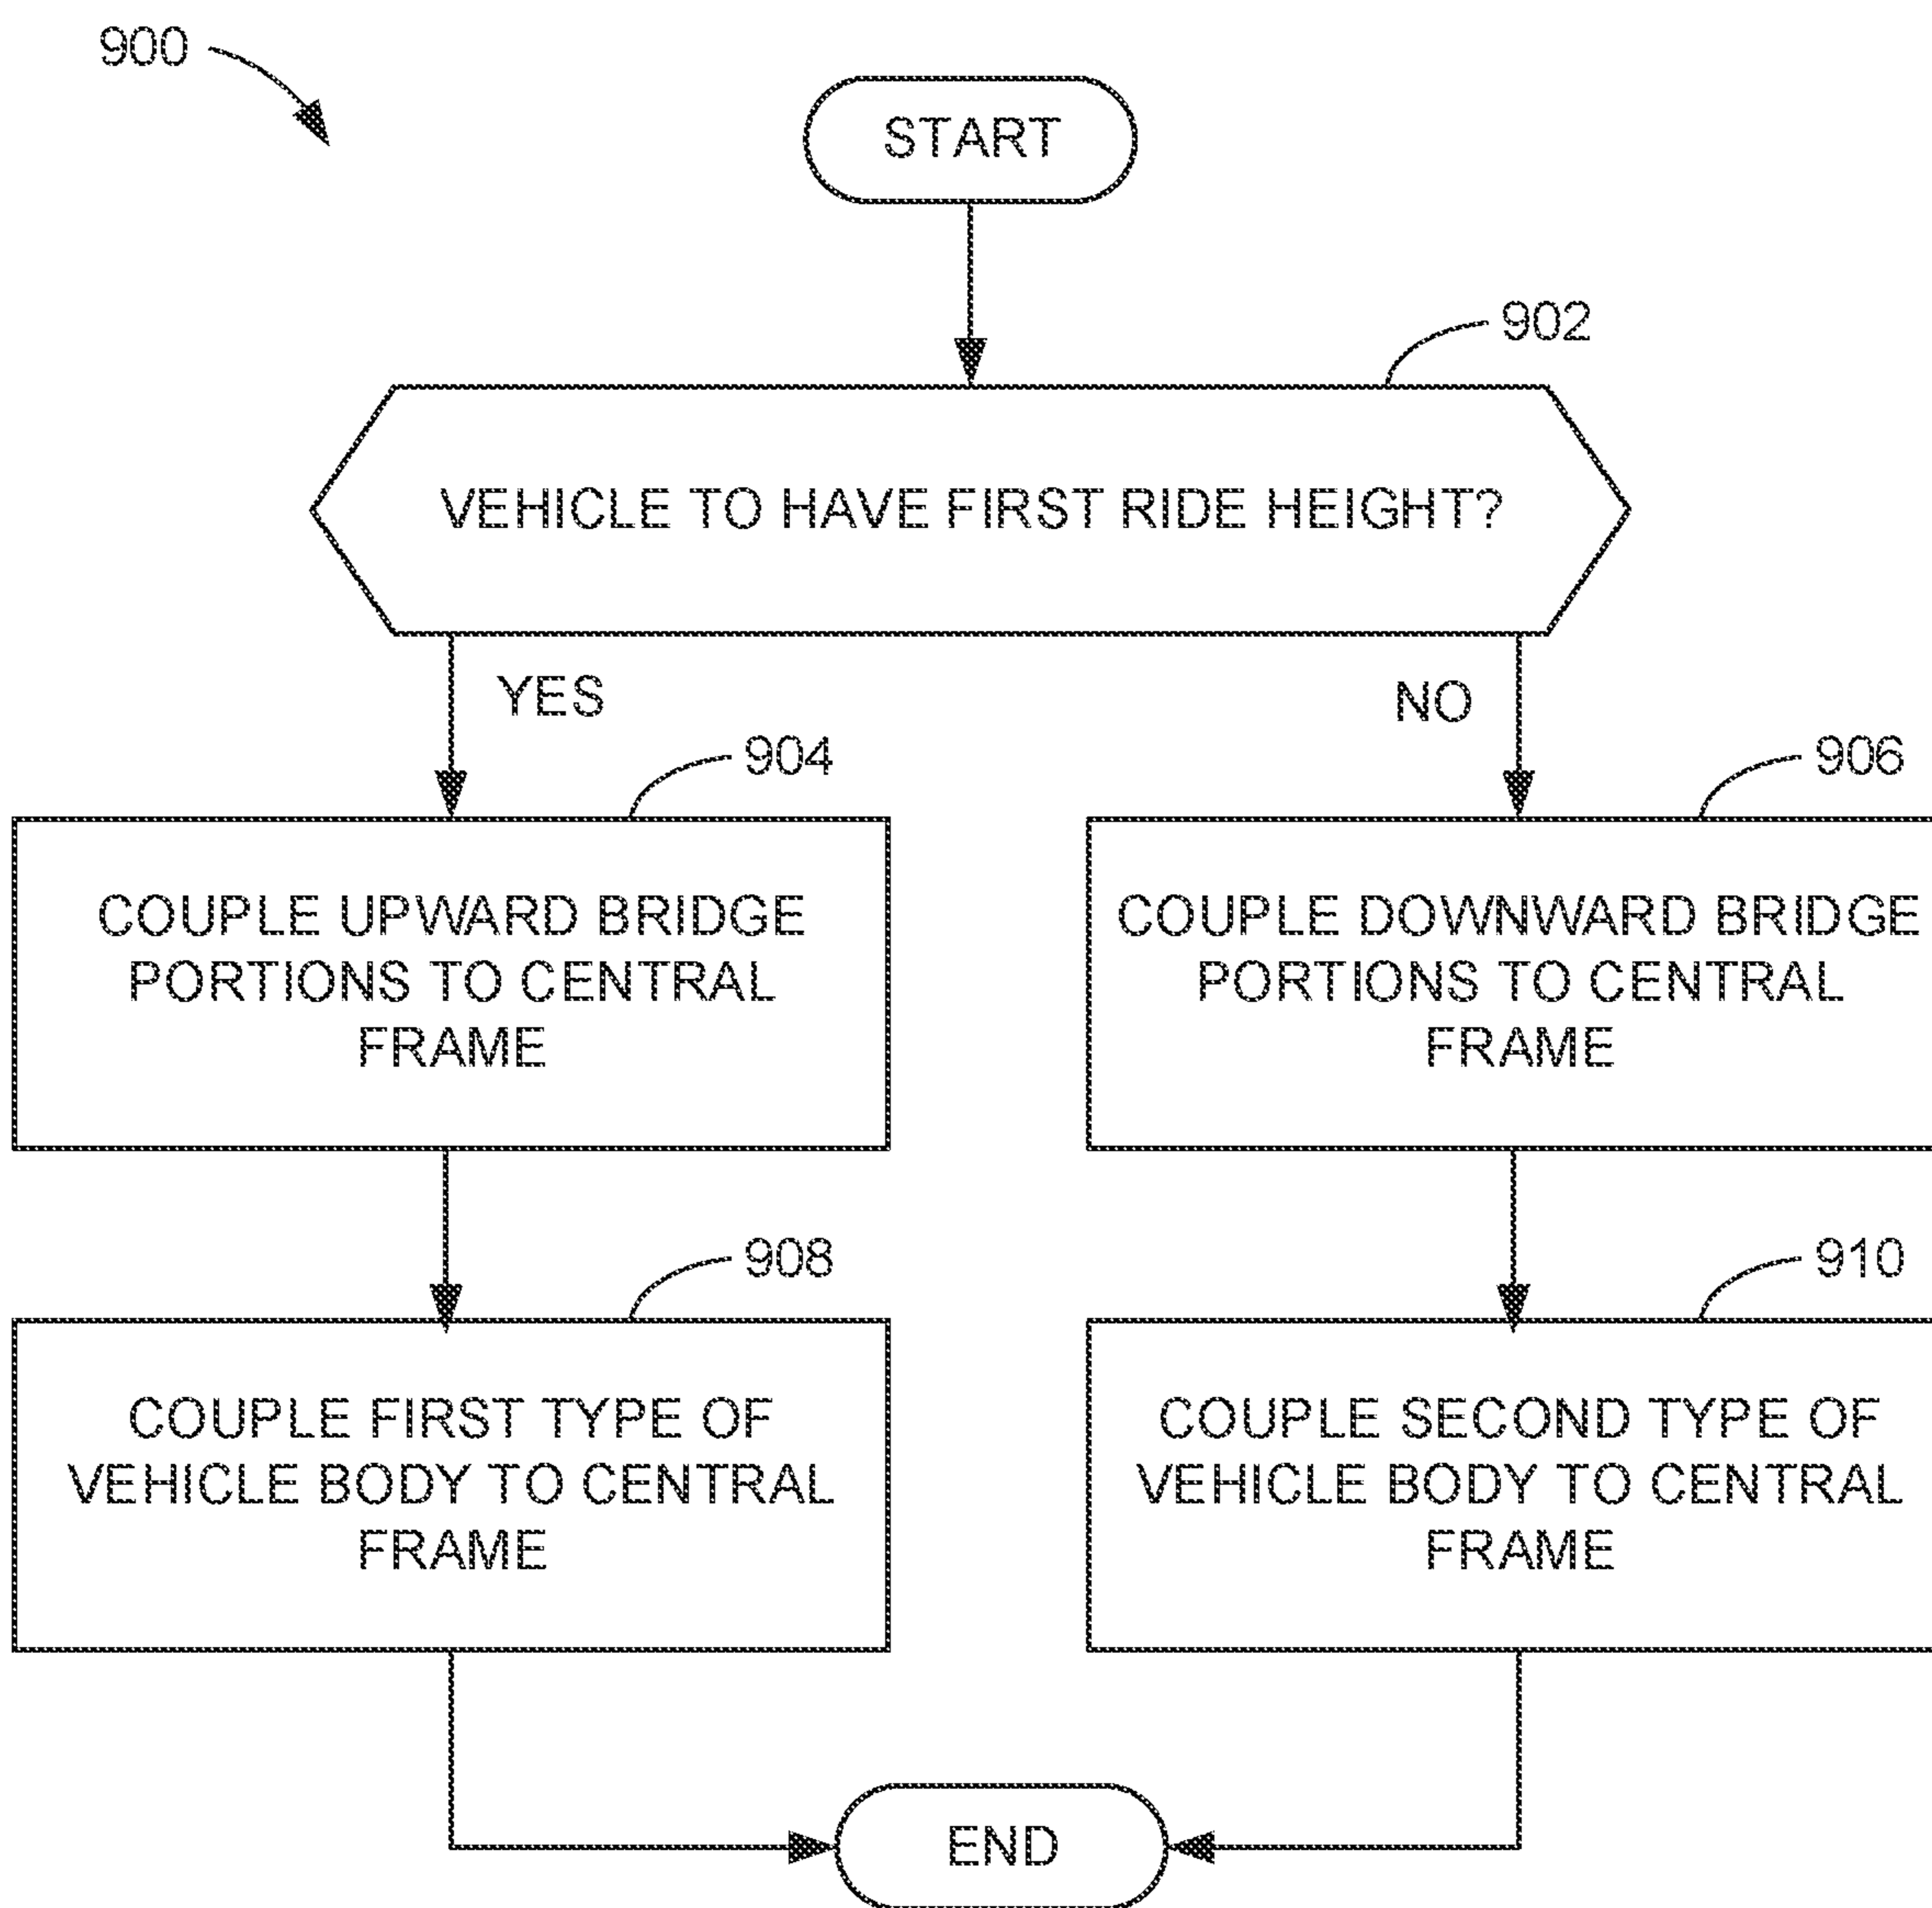 900
START
902
VEHICLE TO HAVE FIRST RIDE HEIGHT?
YES
NO
904
906
COUPLE UPWARD BRIDGE
PORTIONS TO CENTRAL
FRAME
COUPLE DOWNWARD BRIDGE
PORTIONS TO CENTRAL
FRAME
908
910
COUPLE FIRST TYPE OF
VEHICLE BODY TO CENTRAL
FRAME
COUPLE SECOND TYPE OF
VEHICLE BODY TO CENTRAL
FRAME
END